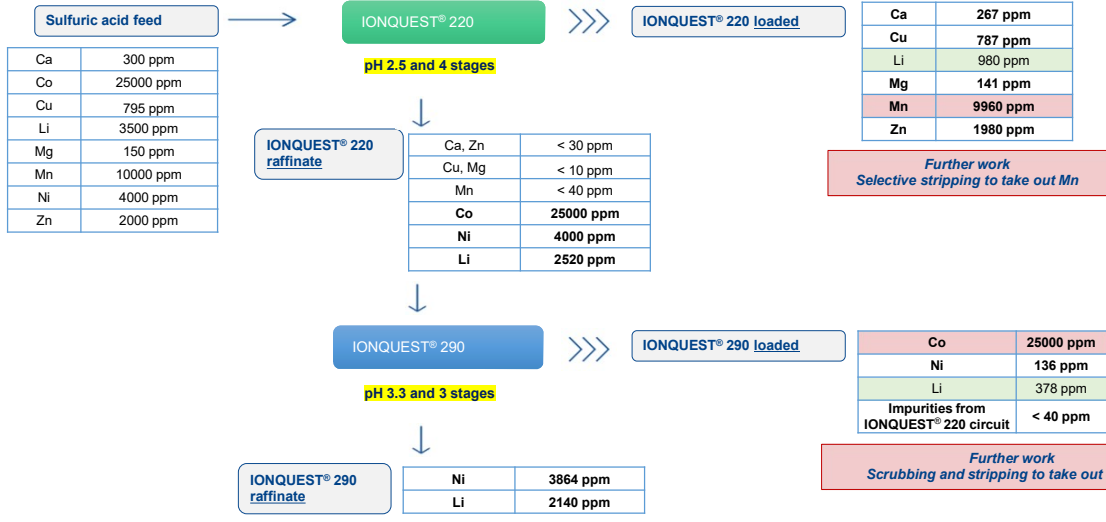 Sulfuric acid feed
IONQUEST® 220
IONQUEST® 220 loaded
pH 2.5 and 4 stages
Ca 300 ppm
Co 25000 ppm
Cu 795 ppm
Li 3500 ppm
Mg 150 ppm
Mn 10000 ppm
Ni 4000 ppm
Zn 2000 ppm
Ca 267 ppm
Cu 787 ppm
Li 980 ppm
Mg 141 ppm
Mn 9960 ppm
Zn 1980 ppm
Further work
Selective stripping to take out Mn
IONQUEST® 220
raffinate
Ca, Zn < 30 ppm
Cu, Mg < 10 ppm
Mn < 40 ppm
Co 25000 ppm
Ni 4000 ppm
Li 2520 ppm
IONQUEST® 290
IONQUEST® 290 loaded
pH 3.3 and 3 stages
Co 25000 ppm
Ni 136 ppm
Li 378 ppm
Impurities from
IONQUEST® 220 circuit < 40 ppm
Further work
Scrubbing and stripping to take out
IONQUEST® 290
raffinate
Ni 3864 ppm
Li 2140 ppm